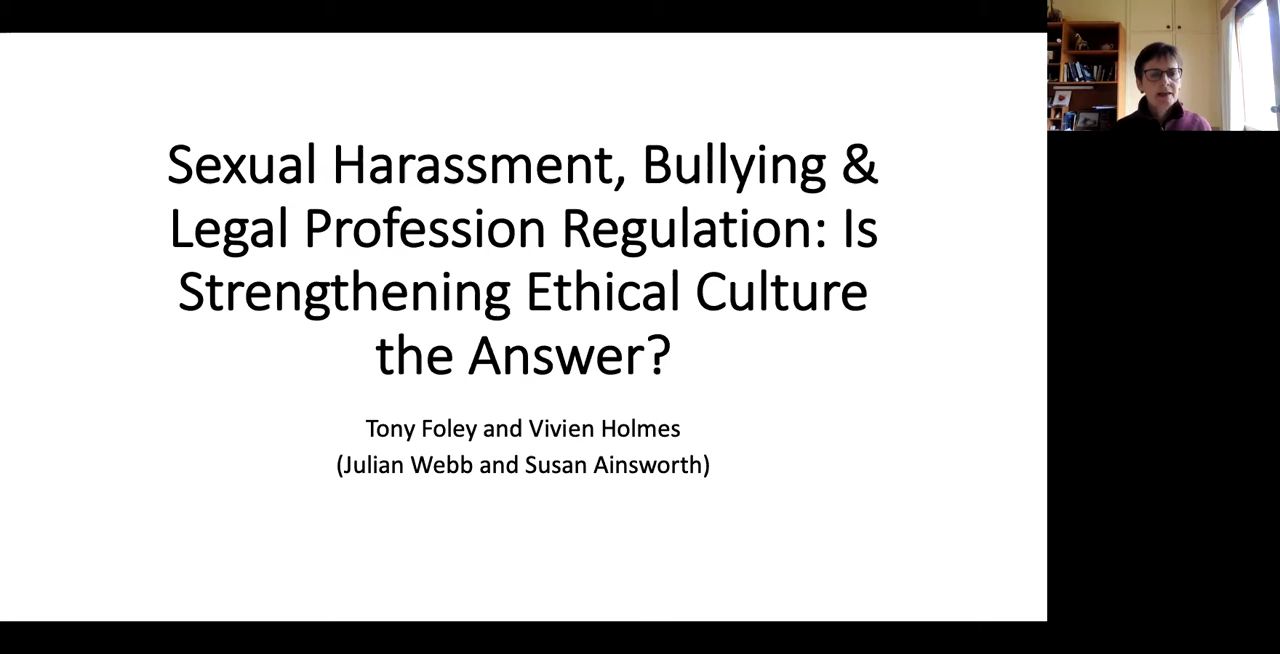 Sexual Harassment, Bullying &
Legal Profession Regulation: Is
Strengthening Ethical Culture
the Answer?
Tony Foley and Vivien Holmes
(Julian Webb and Susan Ainsworth)